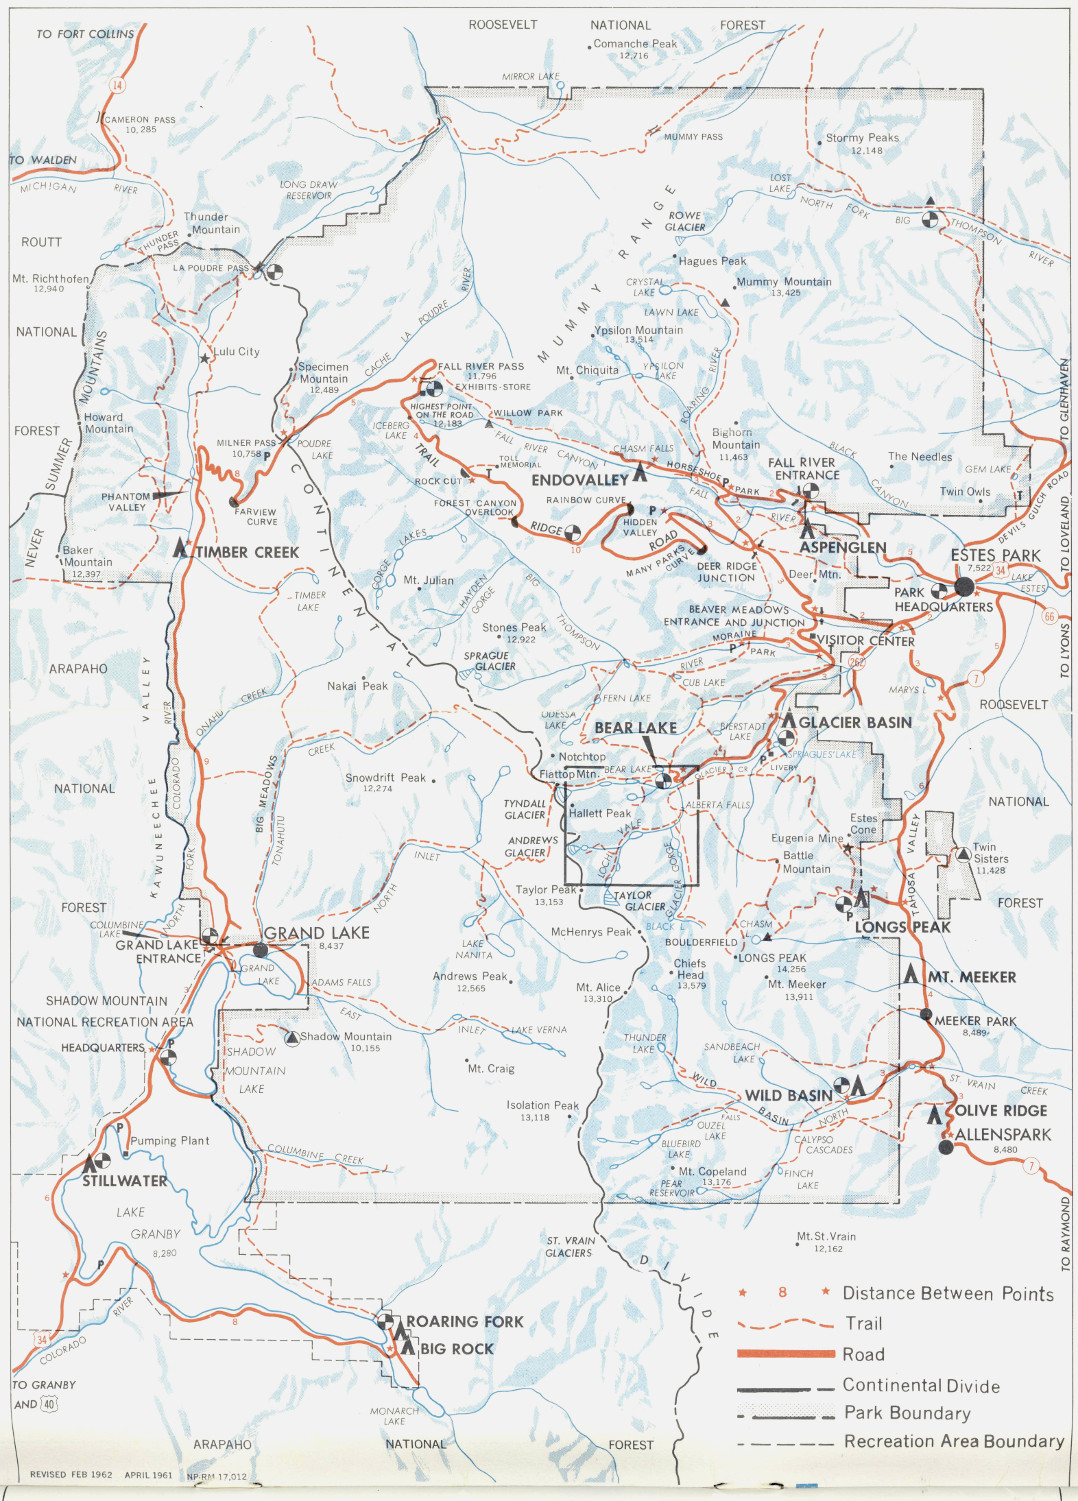 ROOSEVELT NATIONAL FOREST
TO FORT COLLINS
Comanche Peak
12,716
MIRROR LAKE
14
CAMERON PASS
10,285
MUMMY PASS
Stormy Peaks
12,148
TO WALDEN
MICHIGAN RIVER
LONG DRAW
RESERVOIR
LOST
LAKE
NORTH FORK BIG THOMPSON RIVER
Thunder
Mountain
THUNDER
PASS
ROWE
GLACIER
ROUTT
LA POUDRE PASS
Hagues Peak
Mt. Richthofen
12,940
CRYSTAL
LAKE
Mummy Mountain
13,425
LAWN LAKE
MUMMY RANGE
NATIONAL
Ypsilon Mountain
13,514
CACHE LA POUDRE RIVER
Lulu City
YPSILON
LAKE
Mt. Chiquita
ROARING RIVER
Specimen
Mountain
12,489
FALL RIVER PASS
11,796
EXHIBITS-STORE
TO GLENHAVEN
NEVER SUMMER MOUNTAINS
Howard
Mountain
HIGHEST POINT
ON THE ROAD
12,183
WILLOW PARK
ICEBERG
LAKE
FOREST
MILNER PASS
10,758
P
POUDRE
LAKE
5
4
FALL RIVER CANYON
CHASM FALLS
Bighorn
Mountain
11,463
BLACK CANYON
The Needles
GEM LAKE
TRAIL RIDGE ROAD
TOLL
MEMORIAL
ROCK CUT
T
HORSESHOE PARK
FALL RIVER
ENTRANCE
ENDOVALLEY
Twin Owls
T
DEVILS GULCH ROAD
TO LOVELAND
8
PHANTOM
VALLEY
FARVIEW
CURVE
FOREST CANYON
OVERLOOK
RAINBOW CURVE
P
HIDDEN
VALLEY
FALL RIVER
P
2
10
MANY PARKS
CURVE
3
2
ASPENGLEN
TIMBER CREEK
Baker
Mountain
12,397
GORGE LAKES
DEER RIDGE
JUNCTION
Deer Mtn.
5
ESTES PARK
7,522
34
LAKE
ESTES
TIMBER
LAKE
Mt. Julian
HAYDEN
GORGE
BIG THOMPSON RIVER
PARK
HEADQUARTERS
BEAVER MEADOWS
ENTRANCE AND JUNCTION
Stones Peak
12,922
SPRAGUE
GLACIER
MORAINE PARK
P
VISITOR CENTER
T
262
66
TO LYONS
CONTINENTAL DIVIDE
ARAPAHO
Nakai Peak
CUB LAKE
FERN LAKE
MARYS L.
7
ROOSEVELT
KAWUNEECHEE VALLEY
ONAHU CREEK
ODESSA
LAKE
BIERSTADT
LAKE
GLACIER BASIN
BEAR LAKE
9
COLORADO RIVER
NORTH FORK
Notchtop
SPRAGUES LAKE
P
LIVERY
GLACIER CR.
Snowdrift Peak
12,274
Flattop Mtn.
BEAR LAKE
BIG MEADOWS
TONAHUTU CREEK
NATIONAL
TYNDALL
GLACIER
Hallett Peak
ALBERTA FALLS
6
NATIONAL
ANDREWS
GLACIER
LOCH VALE
GLACIER GORGE
Eugenia Mine
Estes
Cone
TAHOSA VALLEY
Battle
Mountain
Twin
Sisters
11,428
NORTH INLET
Taylor Peak
13,153
TAYLOR
GLACIER
FOREST
COLUMBINE
LAKE
BLACK L.
McHenrys Peak
P
LONGS PEAK
FOREST
GRAND LAKE
ENTRANCE
GRAND LAKE
8,437
LAKE
NANITA
BOULDERFIELD
CHASM
L.
LONGS PEAK
14,256
GRAND
LAKE
ADAMS FALLS
Andrews Peak
12,565
Chiefs
Head
13,579
Mt. Alice
13,310
Mt. Meeker
13,911
MT. MEEKER
4
SHADOW MOUNTAIN
NATIONAL RECREATION AREA
3
EAST INLET
LAKE VERNA
MEEKER PARK
8,489
HEADQUARTERS
P
Shadow Mountain
10,155
SHADOW
MOUNTAIN
LAKE
THUNDER
LAKE
SANDBEACH
LAKE
Mt. Craig
WILD BASIN
WILD BASIN
3
ST. VRAIN CREEK
NORTH
Isolation Peak
13,118
OUZEL
LAKE
FALLS
OLIVE RIDGE
ALLENSPARK
8,480
P
Pumping Plant
COLUMBINE CREEK
BLUEBIRD
LAKE
CALYPSO
CASCADES
7
STILLWATER
Mt. Copeland
13,176
FINCH
LAKE
PEAR
RESERVOIR
6
LAKE
GRANBY
8,280
ST. VRAIN
GLACIERS
Mt. St. Vrain
12,162
TO RAYMOND
P
8
34
COLORADO RIVER
ROARING FORK
BIG ROCK
TO GRANBY
AND 40
MONARCH
LAKE
ARAPAHO NATIONAL FOREST
8 Distance Between Points
Trail
Road
Continental Divide
Park Boundary
Recreation Area Boundary
REVISED FEB 1962 APRIL 1961 NP-RM 17,012